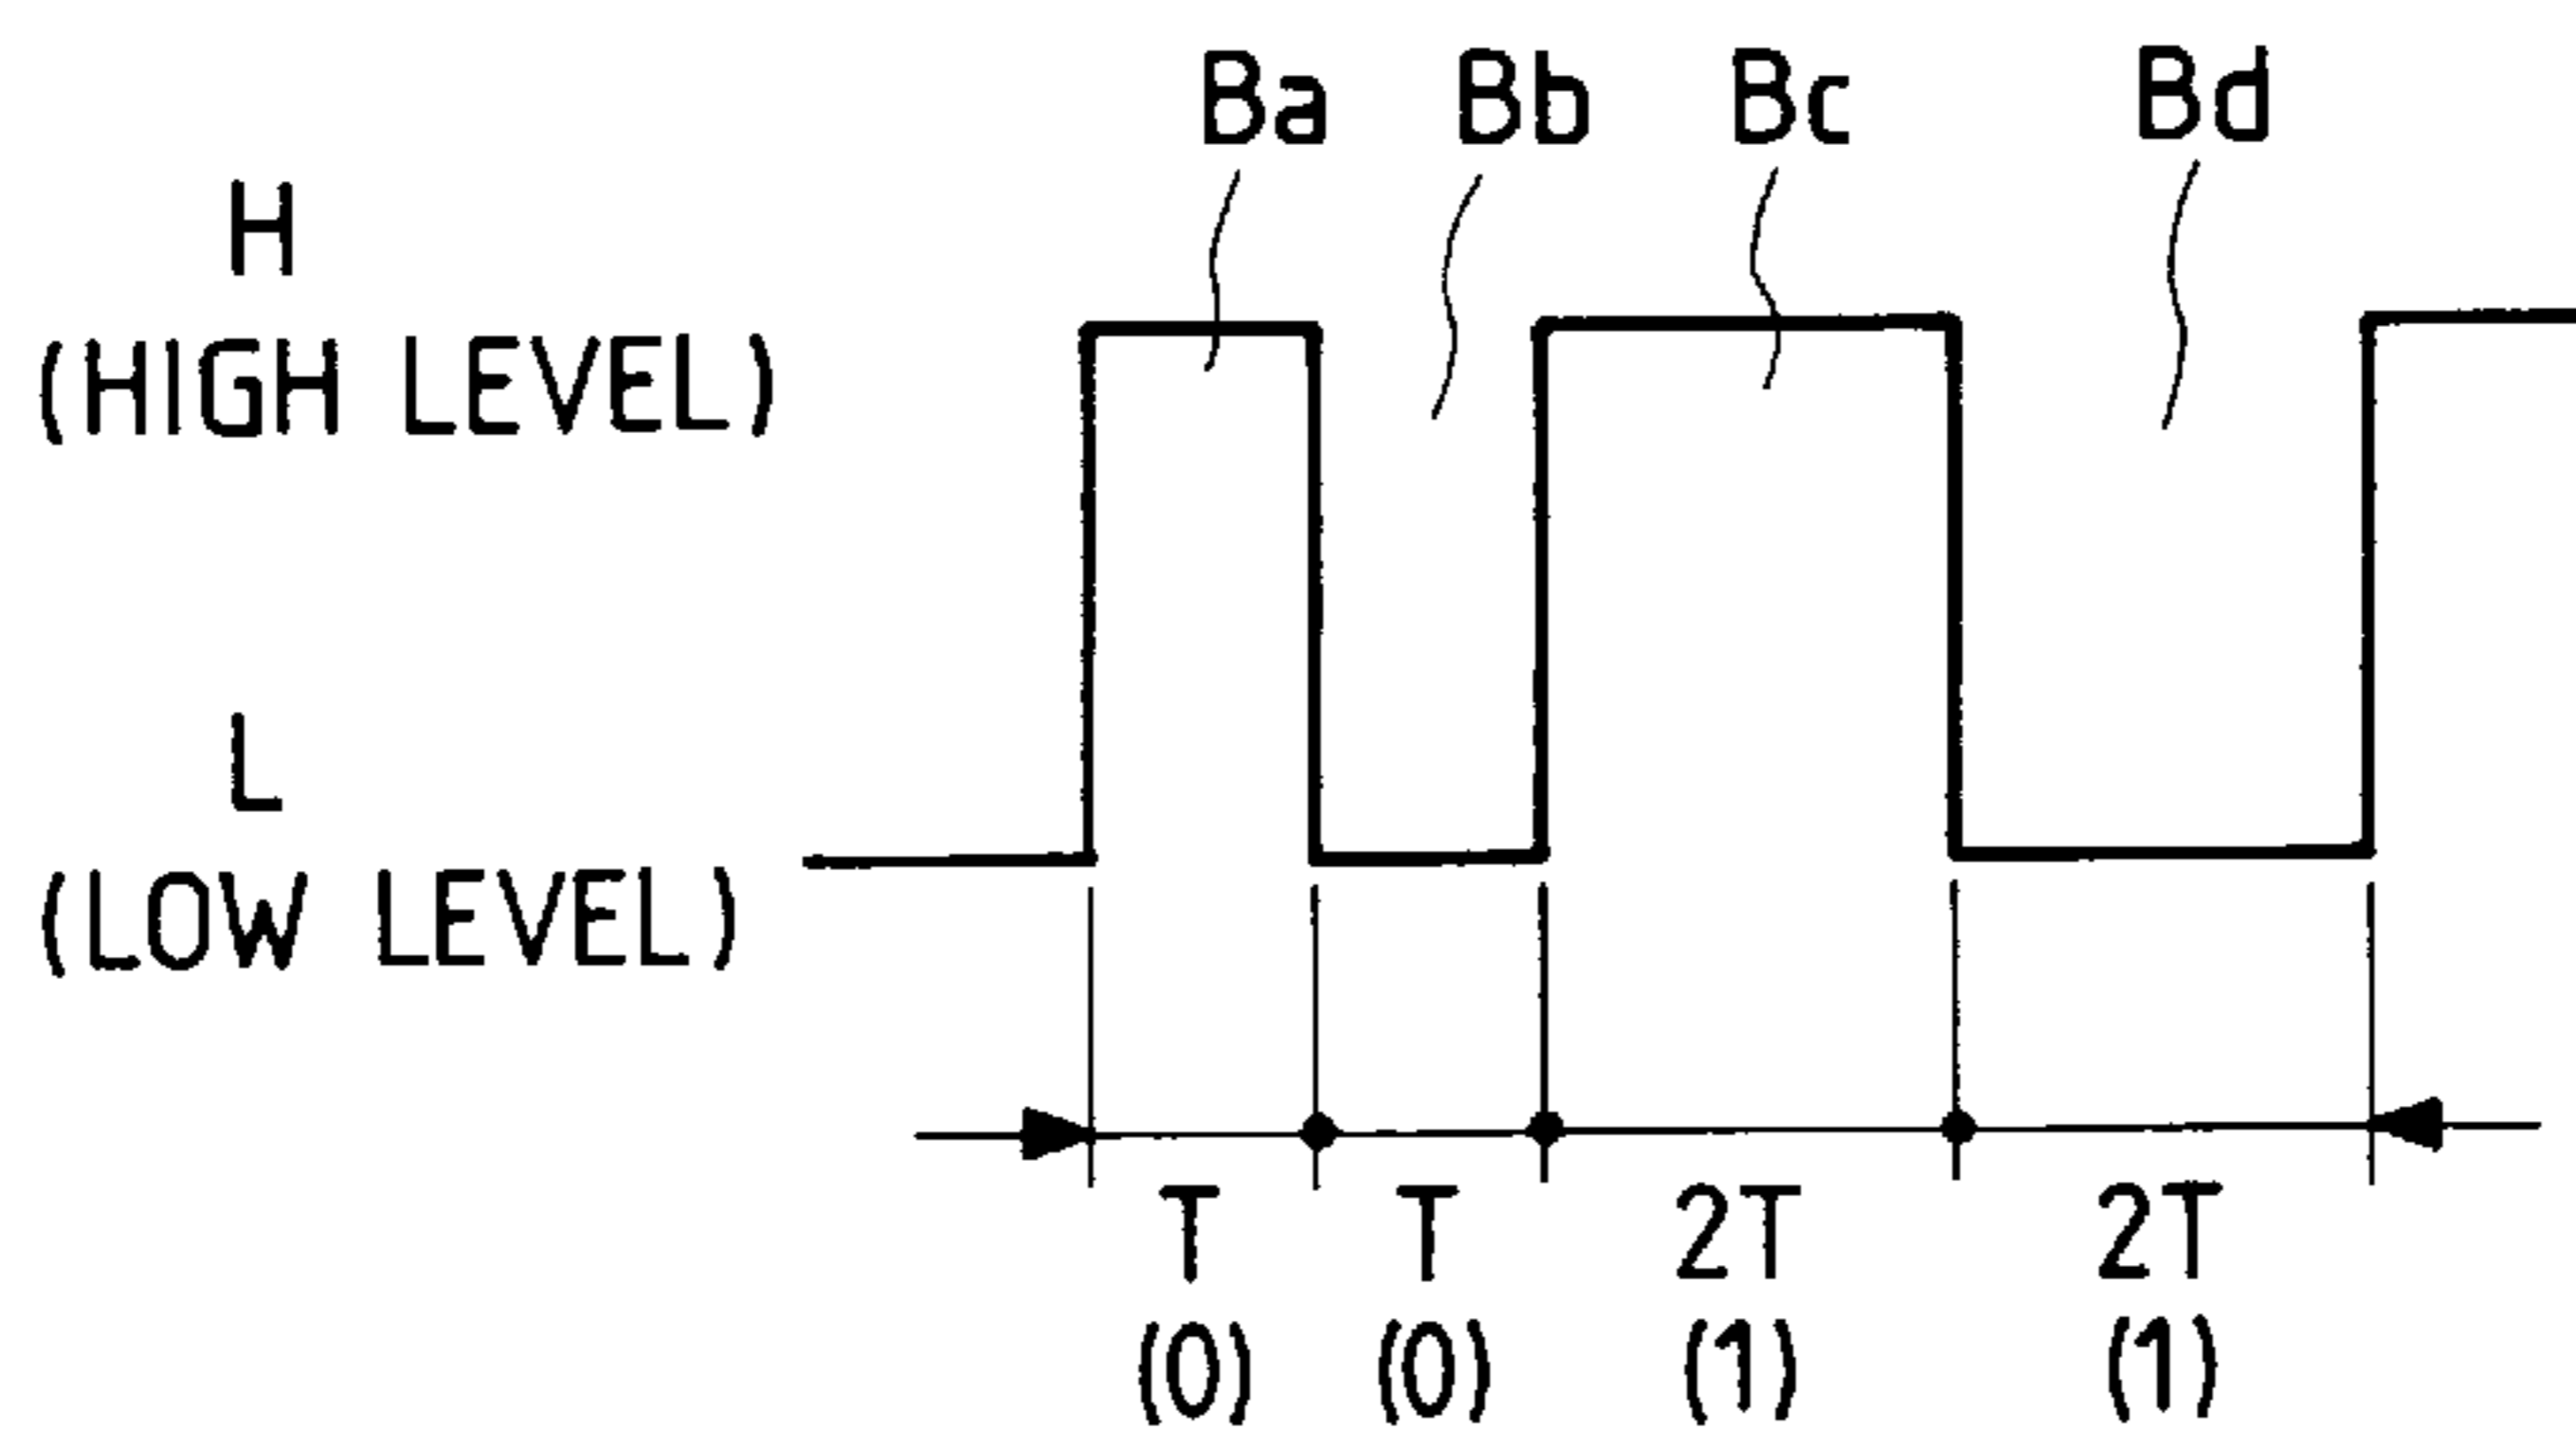 Ba Bb Bc Bd
H
(HIGH LEVEL)
L
(LOW LEVEL)
T T 2T 2T
(0) (0) (1) (1)